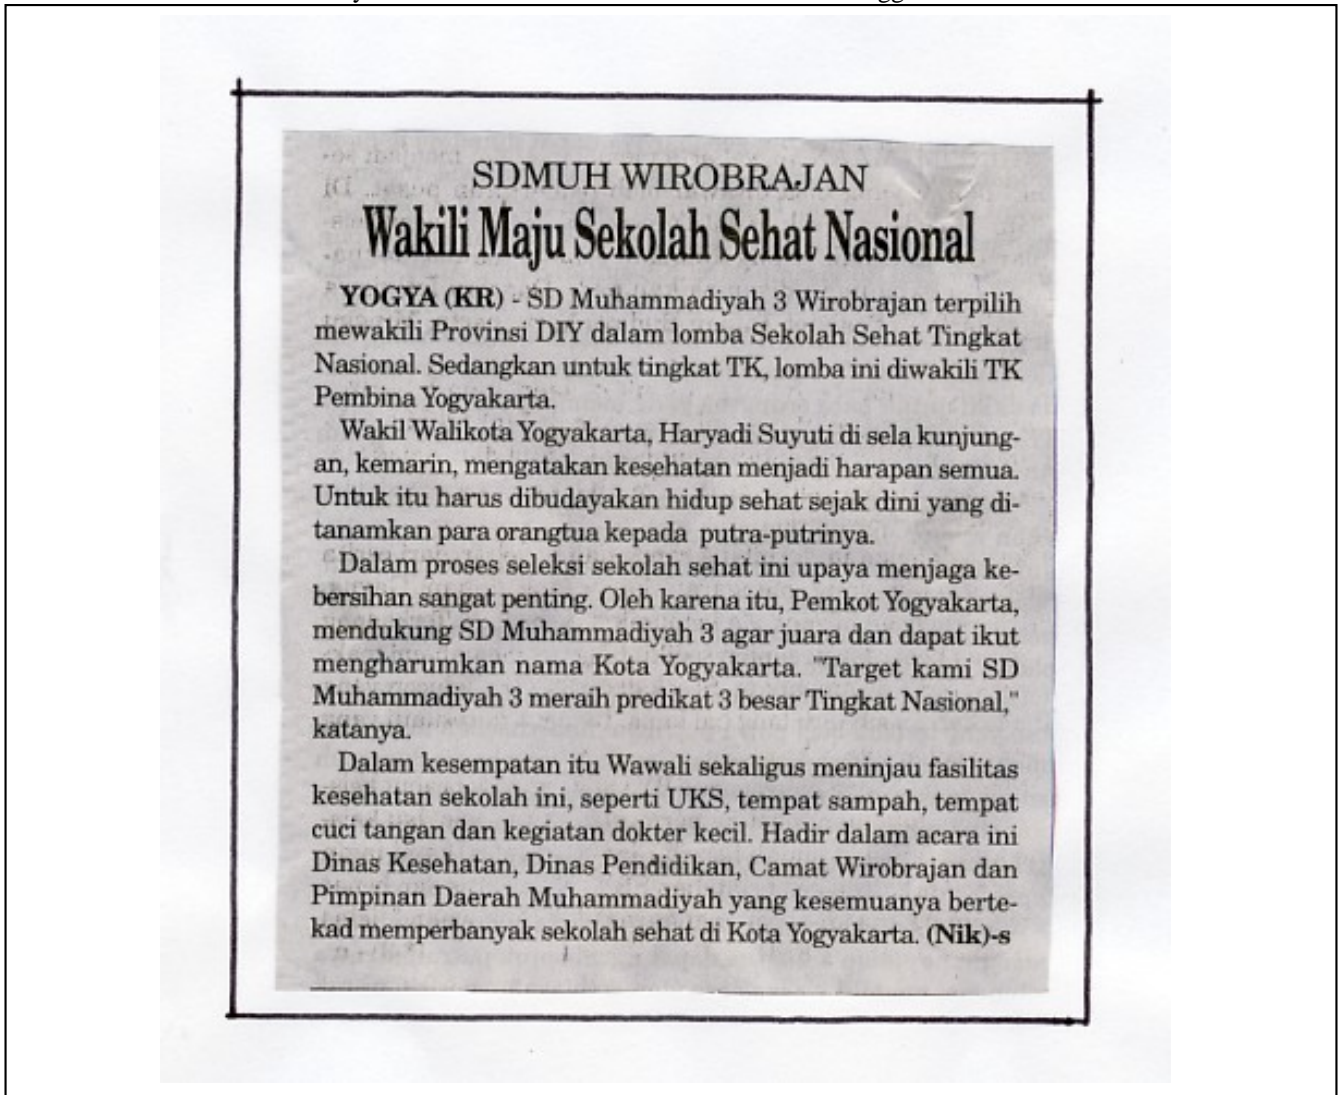 SDMUH WIROBRAJAN
Wakili Maju Sekolah Sehat Nasional
YOGYA (KR) - SD Muhammadiyah 3 Wirobrajan terpilih
mewakili Provinsi DIY dalam lomba Sekolah Sehat Tingkat
Nasional. Sedangkan untuk tingkat TK, lomba ini diwakili TK
Pembina Yogyakarta.
Wakil Walikota Yogyakarta, Haryadi Suyuti di sela kunjung-
an, kemarin, mengatakan kesehatan menjadi harapan semua.
Untuk itu harus dibudayakan hidup sehat sejak dini yang di-
tanamkan para orangtua kepada putra-putrinya.
Dalam proses seleksi sekolah sehat ini upaya menjaga ke-
bersihan sangat penting. Oleh karena itu, Pemkot Yogyakarta,
mendukung SD Muhammadiyah 3 agar juara dan dapat ikut
mengharumkan nama Kota Yogyakarta. "Target kami SD
Muhammadiyah 3 meraih predikat 3 besar Tingkat Nasional,"
katanya.
Dalam kesempatan itu Wawali sekaligus meninjau fasilitas
kesehatan sekolah ini, seperti UKS, tempat sampah, tempat
cuci tangan dan kegiatan dokter kecil. Hadir dalam acara ini
Dinas Kesehatan, Dinas Pendidikan, Camat Wirobrajan dan
Pimpinan Daerah Muhammadiyah yang kesemuanya berte-
kad memperbanyak sekolah sehat di Kota Yogyakarta. (Nik)-s